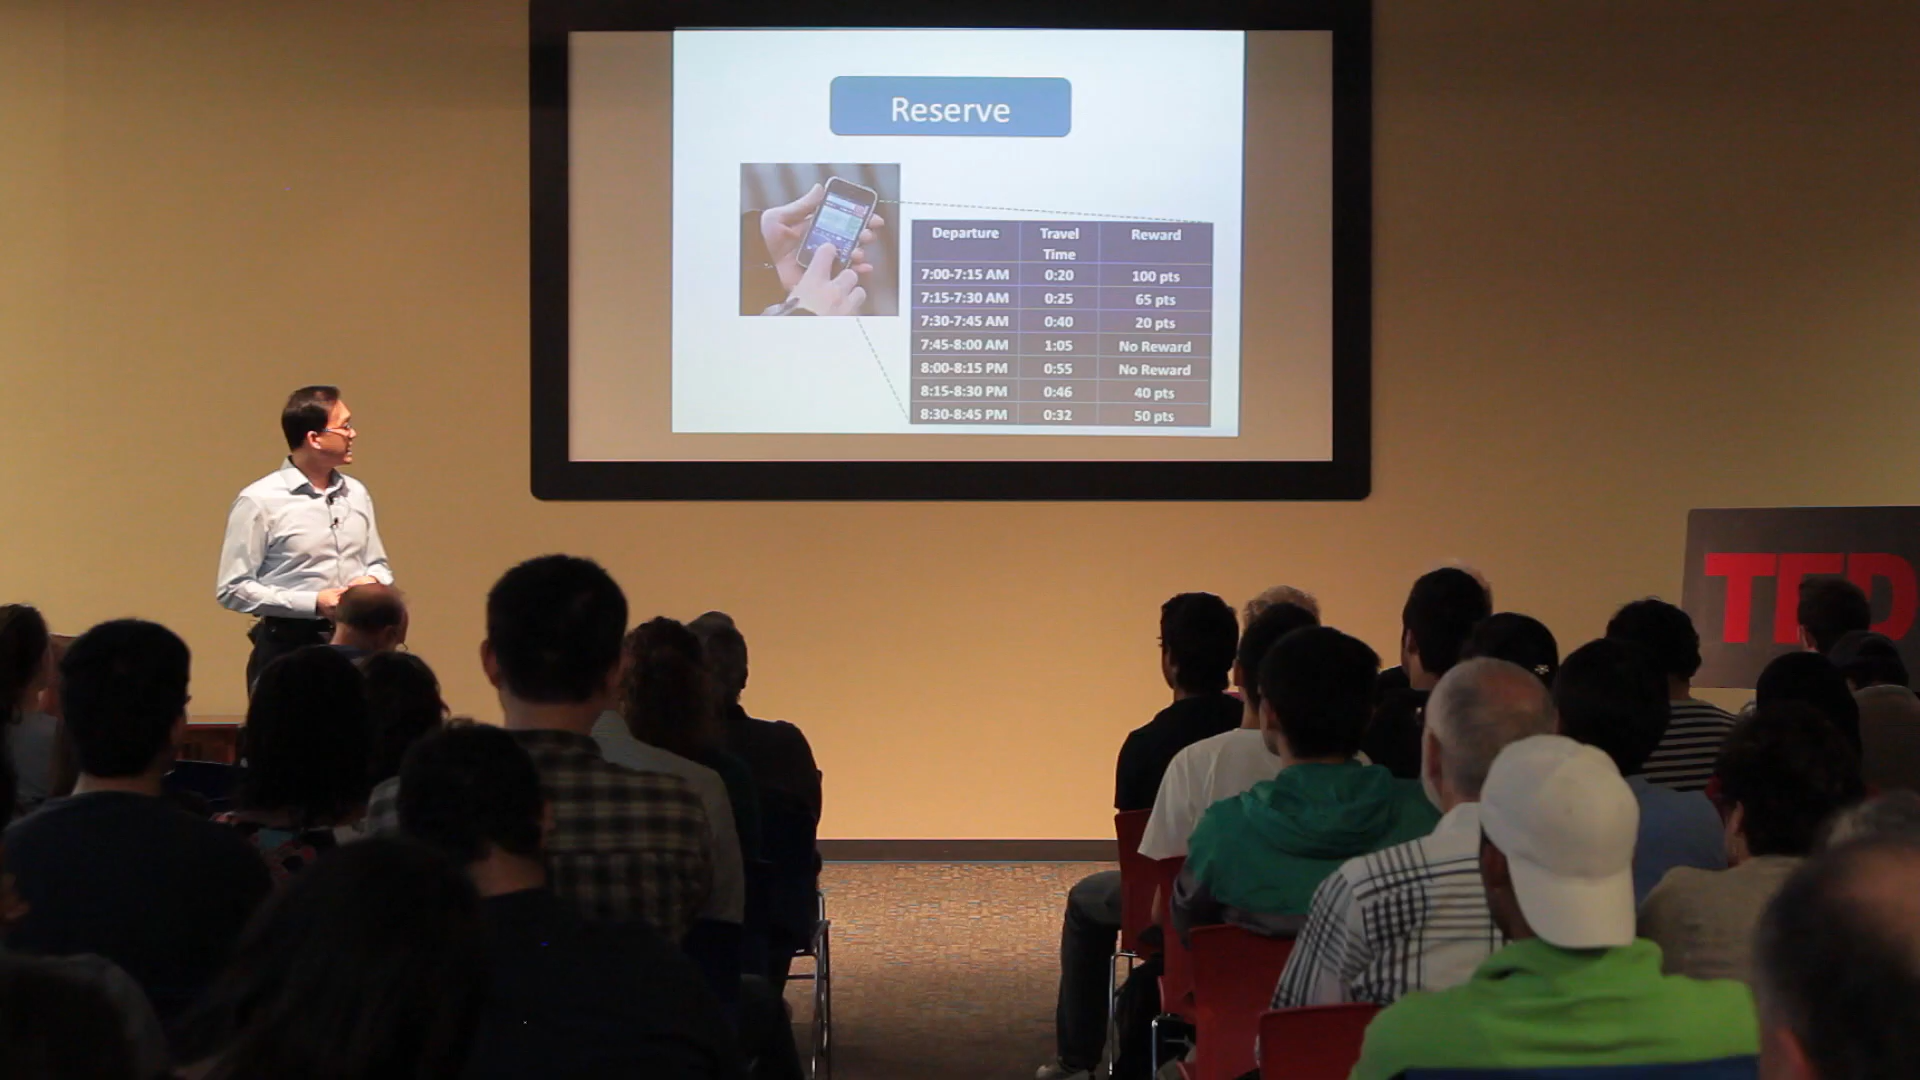 Reserve
Departure Travel Time Reward
7:00-7:15 AM 0:20 100 pts
7:15-7:30 AM 0:25 65 pts
7:30-7:45 AM 0:40 20 pts
7:45-8:00 AM 1:05 No Reward
8:00-8:15 PM 0:55 No Reward
8:15-8:30 PM 0:46 40 pts
8:30-8:45 PM 0:32 50 pts
TED